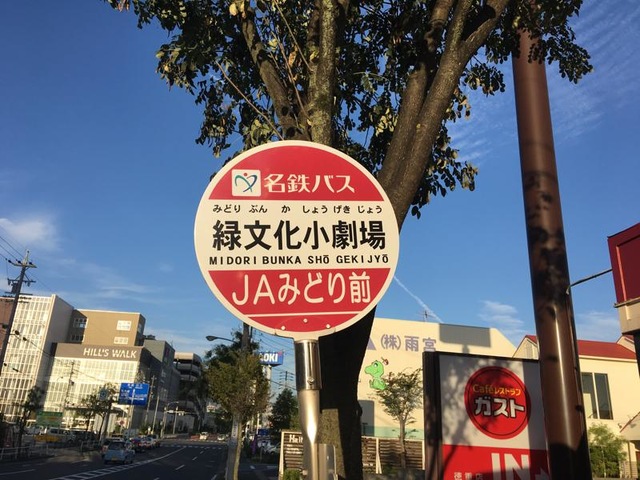 名鉄バス
みどり ぶん か しょう げき じょう
緑文化小劇場
MIDORI BUNKA SHŌ GEKIJYŌ
JAみどり前
HILL'S WALK
OKI
(株)雨宮
Caféレストラン
ガスト
IN